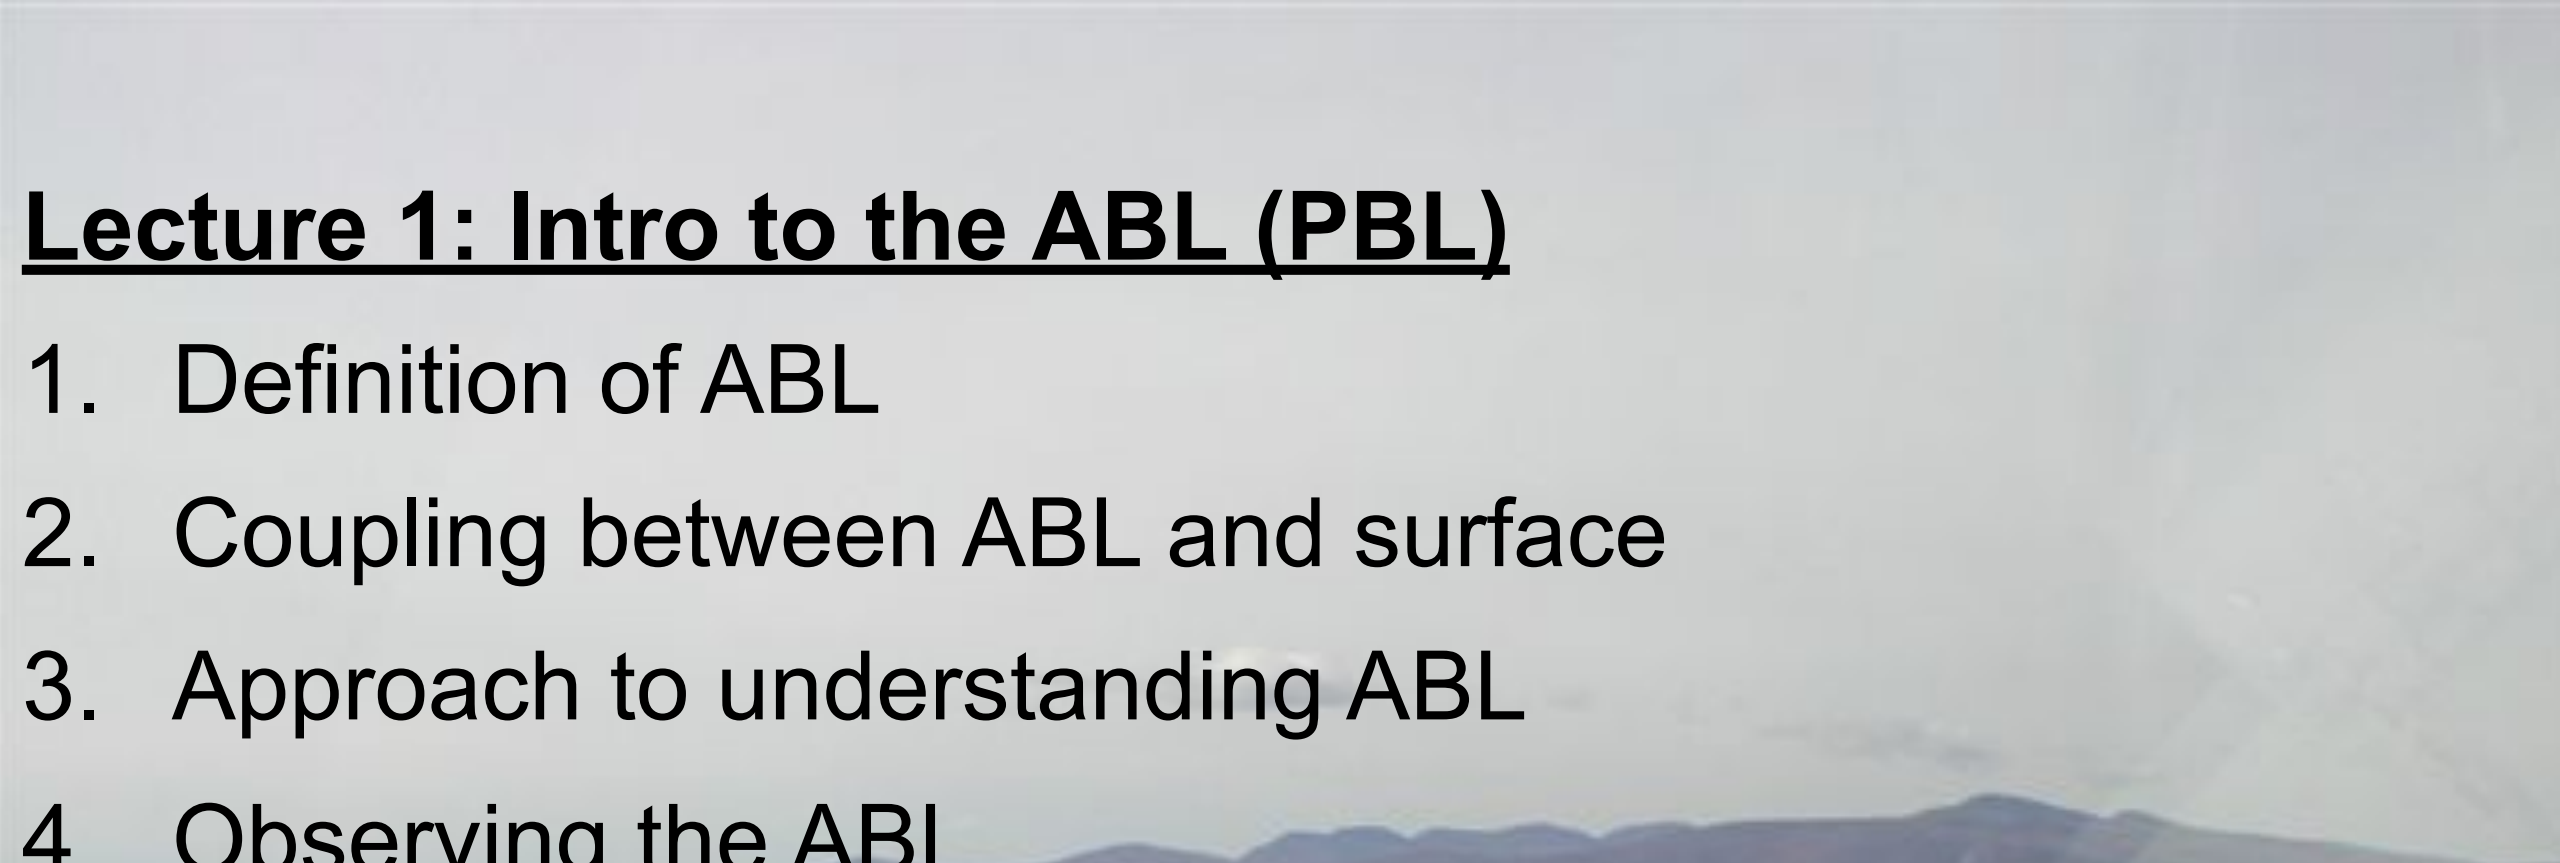 Lecture 1: Intro to the ABL (PBL)
1. Definition of ABL
2. Coupling between ABL and surface
3. Approach to understanding ABL
4. Observing the ABL